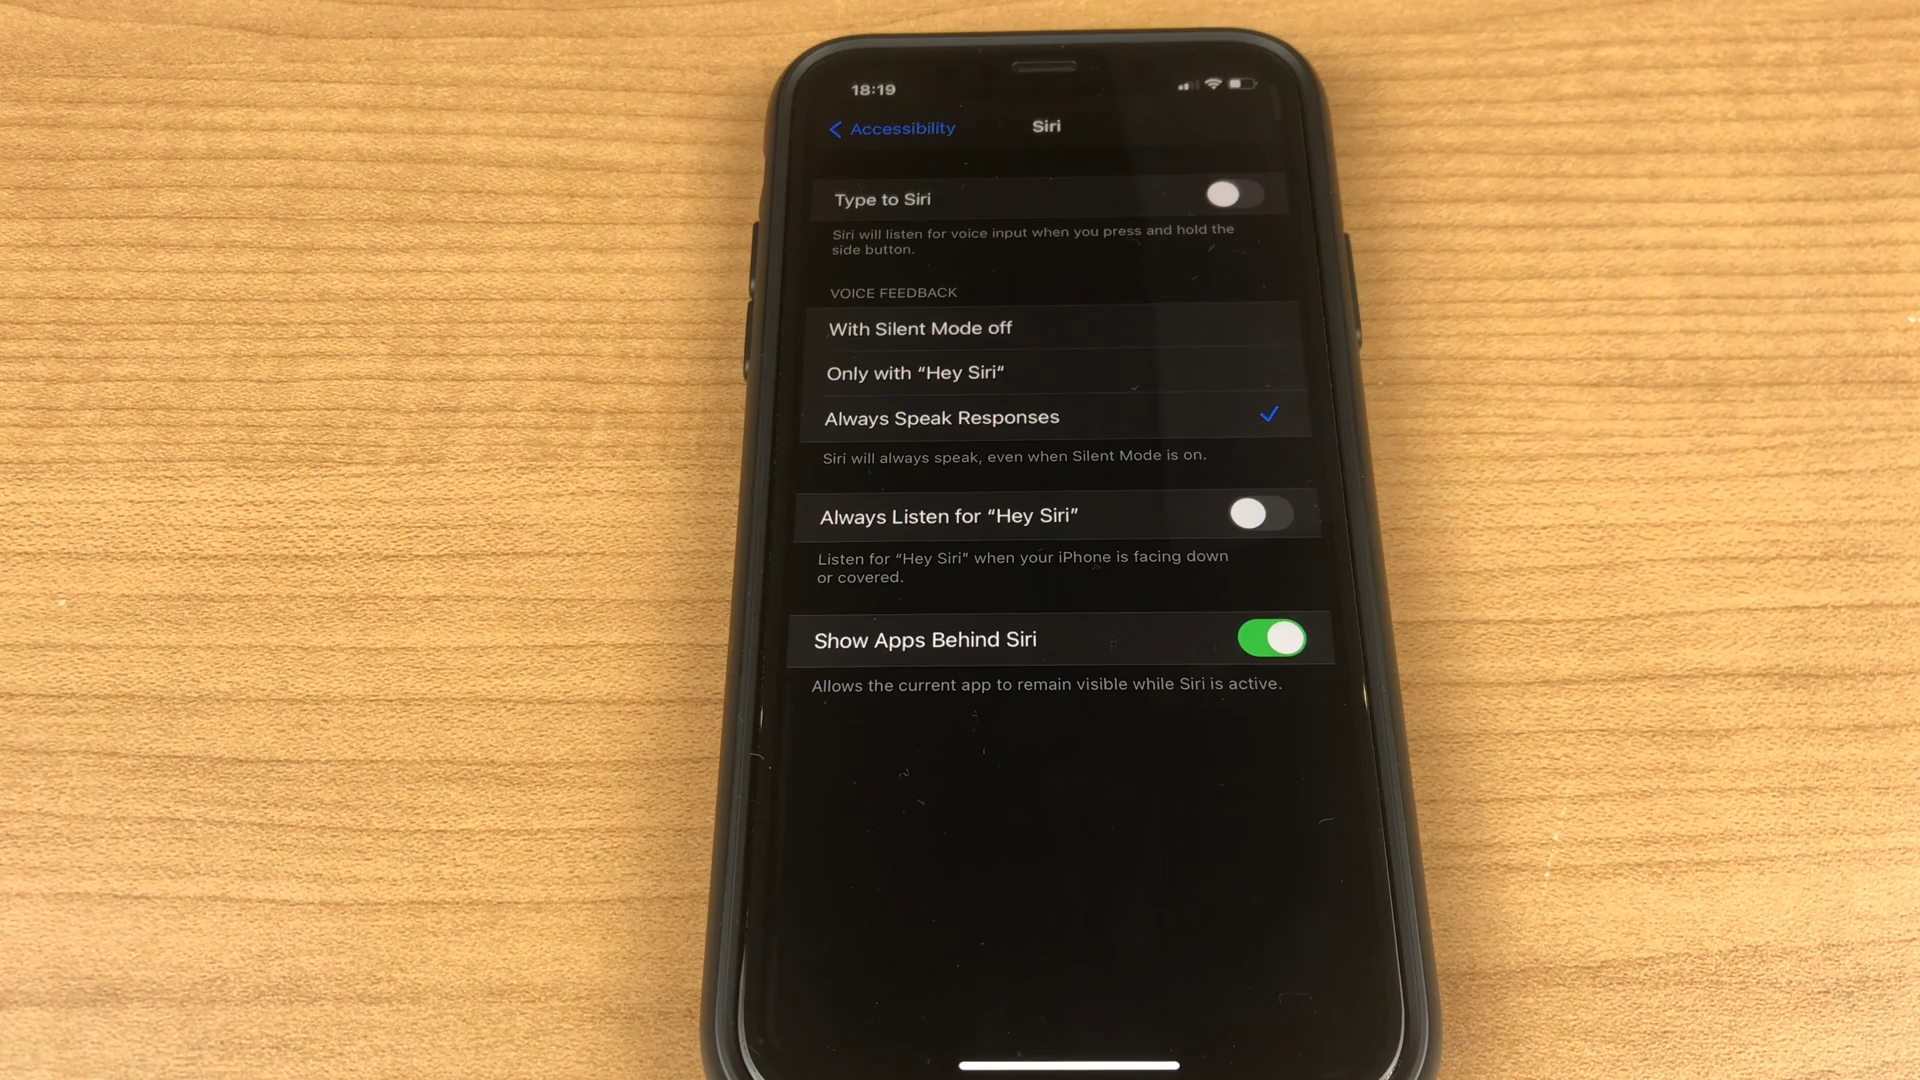 18:19
Accessibility
Siri
Type to Siri
Siri will listen for voice input when you press and hold the
side button.
VOICE FEEDBACK
With Silent Mode off
Only with “Hey Siri“
Always Speak Responses
Siri will always speak, even when Silent Mode is on.
Always Listen for “Hey Siri”
Listen for “Hey Siri” when your iPhone is facing down
or covered.
Show Apps Behind Siri
Allows the current app to remain visible while Siri is active.